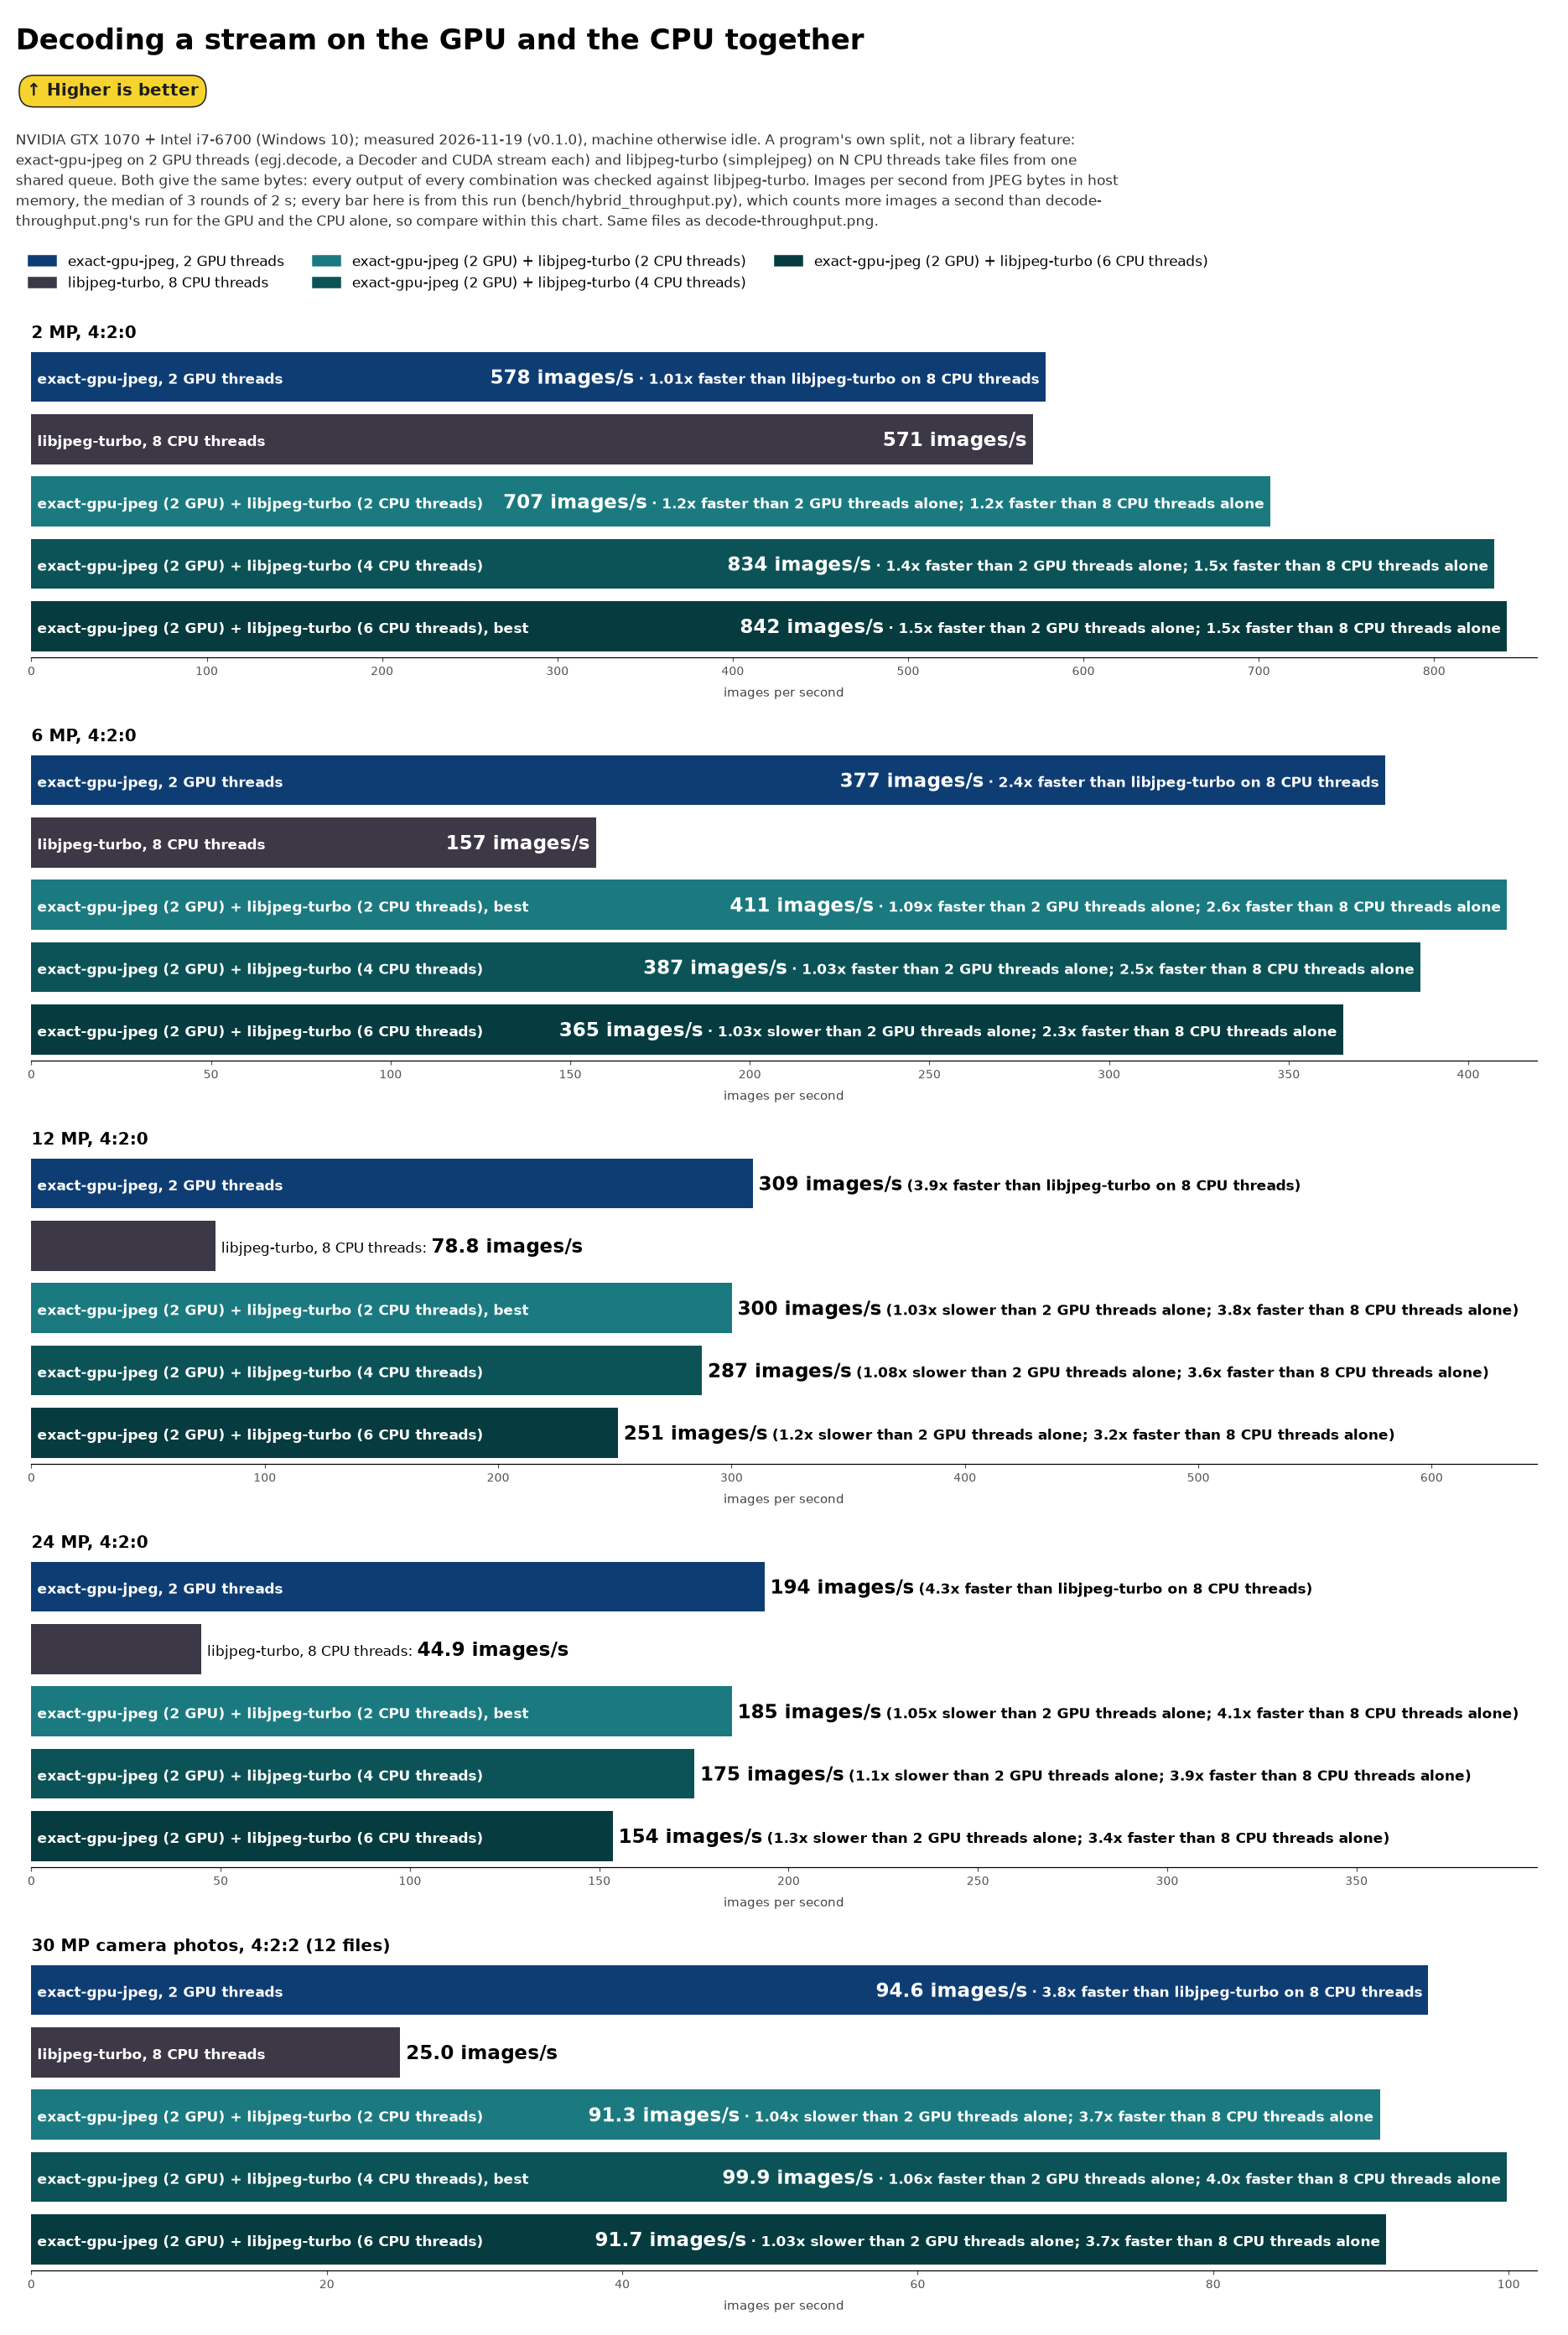 Decoding a stream on the GPU and the CPU together
↑ Higher is better
NVIDIA GTX 1070 + Intel i7-6700 (Windows 10); measured 2026-11-19 (v0.1.0), machine otherwise idle. A program's own split, not a library feature:
exact-gpu-jpeg on 2 GPU threads (egj.decode, a Decoder and CUDA stream each) and libjpeg-turbo (simplejpeg) on N CPU threads take files from one
shared queue. Both give the same bytes: every output of every combination was checked against libjpeg-turbo. Images per second from JPEG bytes in host
memory, the median of 3 rounds of 2 s; every bar here is from this run (bench/hybrid_throughput.py), which counts more images a second than decode-
throughput.png's run for the GPU and the CPU alone, so compare within this chart. Same files as decode-throughput.png.
exact-gpu-jpeg, 2 GPU threads
libjpeg-turbo, 8 CPU threads
exact-gpu-jpeg (2 GPU) + libjpeg-turbo (2 CPU threads)
exact-gpu-jpeg (2 GPU) + libjpeg-turbo (4 CPU threads)
exact-gpu-jpeg (2 GPU) + libjpeg-turbo (6 CPU threads)
2 MP, 4:2:0
exact-gpu-jpeg, 2 GPU threads 578 images/s · 1.01x faster than libjpeg-turbo on 8 CPU threads
libjpeg-turbo, 8 CPU threads 571 images/s
exact-gpu-jpeg (2 GPU) + libjpeg-turbo (2 CPU threads) 707 images/s · 1.2x faster than 2 GPU threads alone; 1.2x faster than 8 CPU threads alone
exact-gpu-jpeg (2 GPU) + libjpeg-turbo (4 CPU threads) 834 images/s · 1.4x faster than 2 GPU threads alone; 1.5x faster than 8 CPU threads alone
exact-gpu-jpeg (2 GPU) + libjpeg-turbo (6 CPU threads), best 842 images/s · 1.5x faster than 2 GPU threads alone; 1.5x faster than 8 CPU threads alone
0 100 200 300 400 500 600 700 800
images per second
6 MP, 4:2:0
exact-gpu-jpeg, 2 GPU threads 377 images/s · 2.4x faster than libjpeg-turbo on 8 CPU threads
libjpeg-turbo, 8 CPU threads 157 images/s
exact-gpu-jpeg (2 GPU) + libjpeg-turbo (2 CPU threads), best 411 images/s · 1.09x faster than 2 GPU threads alone; 2.6x faster than 8 CPU threads alone
exact-gpu-jpeg (2 GPU) + libjpeg-turbo (4 CPU threads) 387 images/s · 1.03x faster than 2 GPU threads alone; 2.5x faster than 8 CPU threads alone
exact-gpu-jpeg (2 GPU) + libjpeg-turbo (6 CPU threads) 365 images/s · 1.03x slower than 2 GPU threads alone; 2.3x faster than 8 CPU threads alone
0 50 100 150 200 250 300 350 400
images per second
12 MP, 4:2:0
exact-gpu-jpeg, 2 GPU threads 309 images/s (3.9x faster than libjpeg-turbo on 8 CPU threads)
libjpeg-turbo, 8 CPU threads: 78.8 images/s
exact-gpu-jpeg (2 GPU) + libjpeg-turbo (2 CPU threads), best 300 images/s (1.03x slower than 2 GPU threads alone; 3.8x faster than 8 CPU threads alone)
exact-gpu-jpeg (2 GPU) + libjpeg-turbo (4 CPU threads) 287 images/s (1.08x slower than 2 GPU threads alone; 3.6x faster than 8 CPU threads alone)
exact-gpu-jpeg (2 GPU) + libjpeg-turbo (6 CPU threads) 251 images/s (1.2x slower than 2 GPU threads alone; 3.2x faster than 8 CPU threads alone)
0 100 200 300 400 500 600
images per second
24 MP, 4:2:0
exact-gpu-jpeg, 2 GPU threads 194 images/s (4.3x faster than libjpeg-turbo on 8 CPU threads)
libjpeg-turbo, 8 CPU threads: 44.9 images/s
exact-gpu-jpeg (2 GPU) + libjpeg-turbo (2 CPU threads), best 185 images/s (1.05x slower than 2 GPU threads alone; 4.1x faster than 8 CPU threads alone)
exact-gpu-jpeg (2 GPU) + libjpeg-turbo (4 CPU threads) 175 images/s (1.1x slower than 2 GPU threads alone; 3.9x faster than 8 CPU threads alone)
exact-gpu-jpeg (2 GPU) + libjpeg-turbo (6 CPU threads) 154 images/s (1.3x slower than 2 GPU threads alone; 3.4x faster than 8 CPU threads alone)
0 50 100 150 200 250 300 350
images per second
30 MP camera photos, 4:2:2 (12 files)
exact-gpu-jpeg, 2 GPU threads 94.6 images/s · 3.8x faster than libjpeg-turbo on 8 CPU threads
libjpeg-turbo, 8 CPU threads 25.0 images/s
exact-gpu-jpeg (2 GPU) + libjpeg-turbo (2 CPU threads) 91.3 images/s · 1.04x slower than 2 GPU threads alone; 3.7x faster than 8 CPU threads alone
exact-gpu-jpeg (2 GPU) + libjpeg-turbo (4 CPU threads), best 99.9 images/s · 1.06x faster than 2 GPU threads alone; 4.0x faster than 8 CPU threads alone
exact-gpu-jpeg (2 GPU) + libjpeg-turbo (6 CPU threads) 91.7 images/s · 1.03x slower than 2 GPU threads alone; 3.7x faster than 8 CPU threads alone
0 20 40 60 80 100
images per second